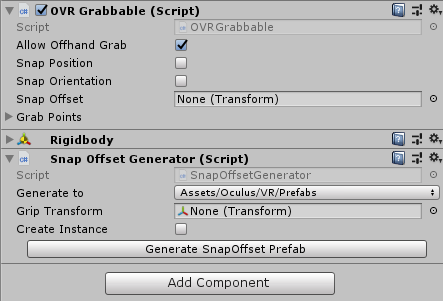 OVR Grabbable (Script)
Script OVRGrabbable
Allow Offhand Grab
Snap Position
Snap Orientation
Snap Offset None (Transform)
Grab Points
Rigidbody
Snap Offset Generator (Script)
Script SnapOffsetGenerator
Generate to Assets/Oculus/VR/Prefabs
Grip Transform None (Transform)
Create Instance
Generate SnapOffset Prefab
Add Component